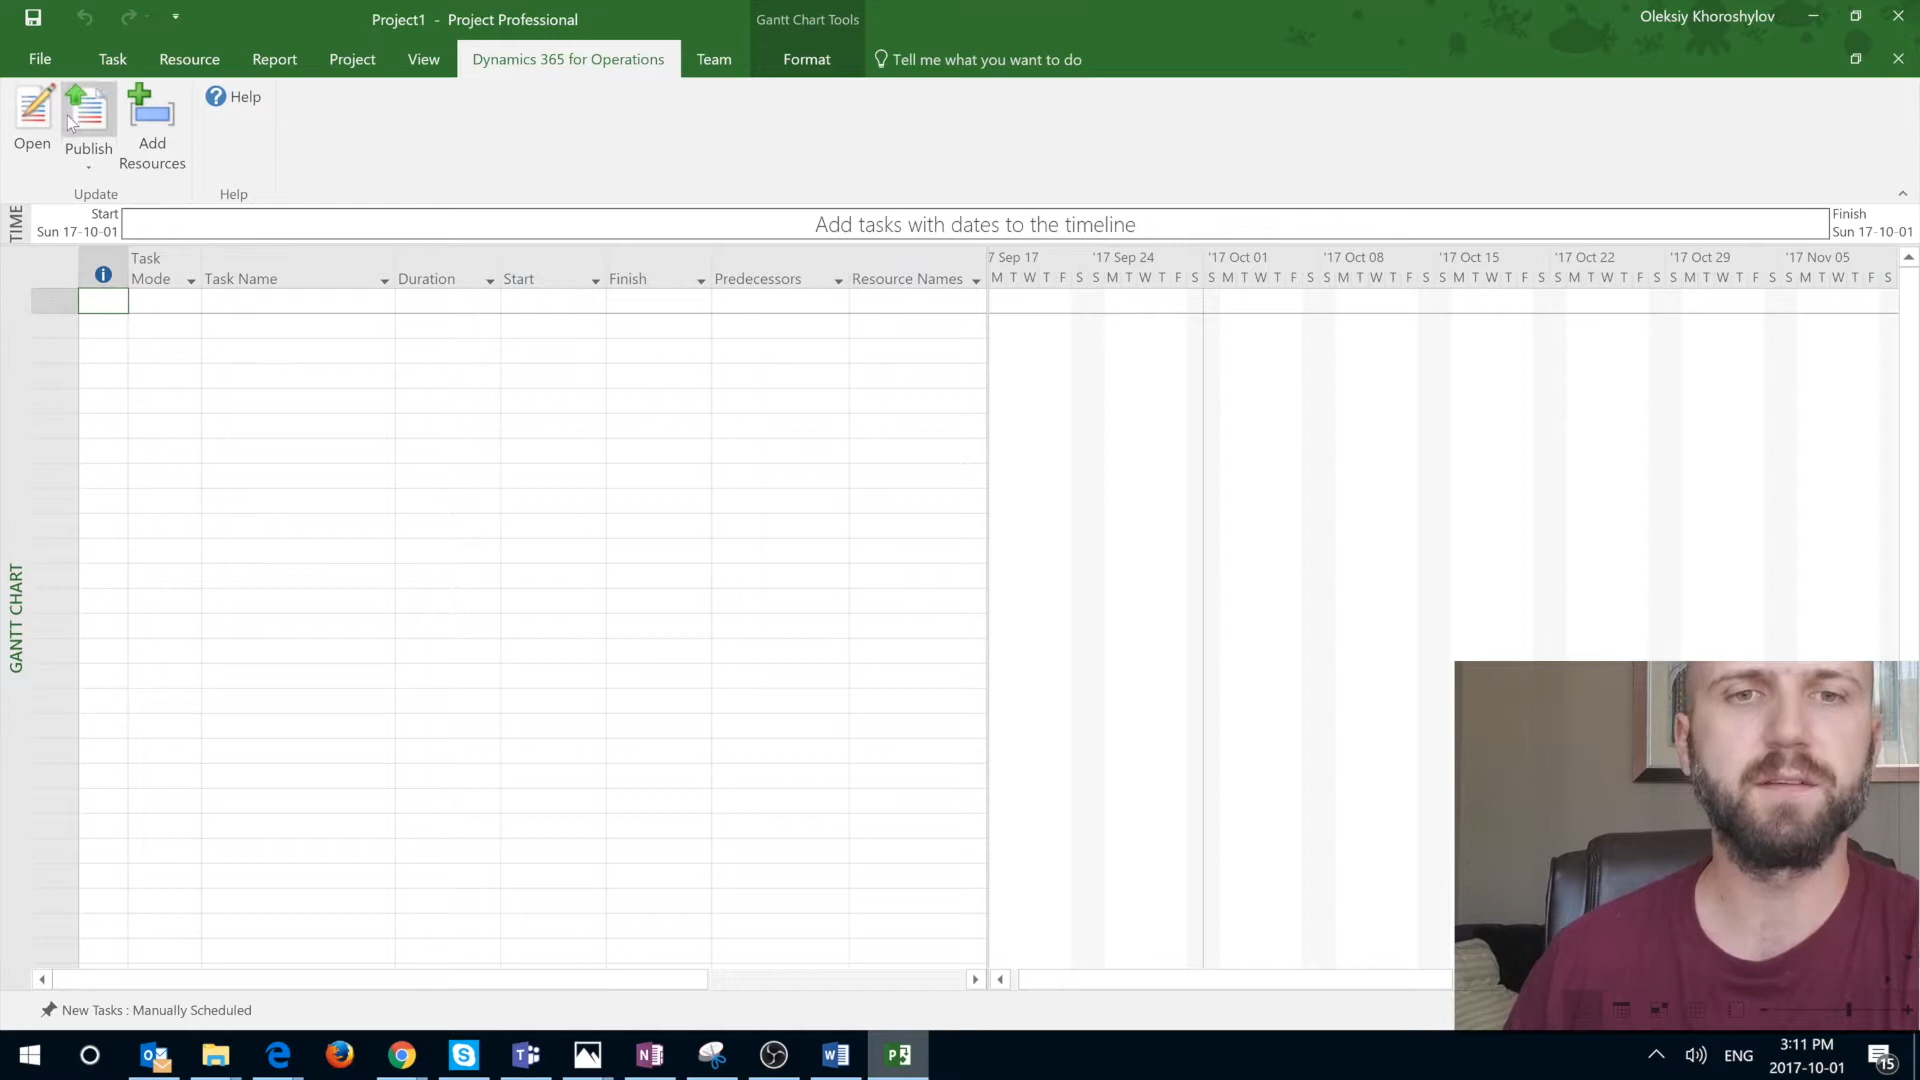 Project1 - Project Professional
Gantt Chart Tools
Oleksiy Khoroshylov
File Task Resource Report Project View Dynamics 365 for Operations Team Format Tell me what you want to do
Open
Publish
Add Resources
Help
Update
Help
TIME
Start
Sun 17-10-01
Add tasks with dates to the timeline
Finish
Sun 17-10-01
Task Mode
Task Name
Duration
Start
Finish
Predecessors
Resource Names
7 Sep 17 '17 Sep 24 '17 Oct 01 '17 Oct 08 '17 Oct 15 '17 Oct 22 '17 Oct 29 '17 Nov 05
M T W T F S S M T W T F S S M T W T F S S M T W T F S S M T W T F S S M T W T F S S M T W T F S S M T W T F S
GANTT CHART
New Tasks : Manually Scheduled
ENG
3:11 PM
2017-10-01
15